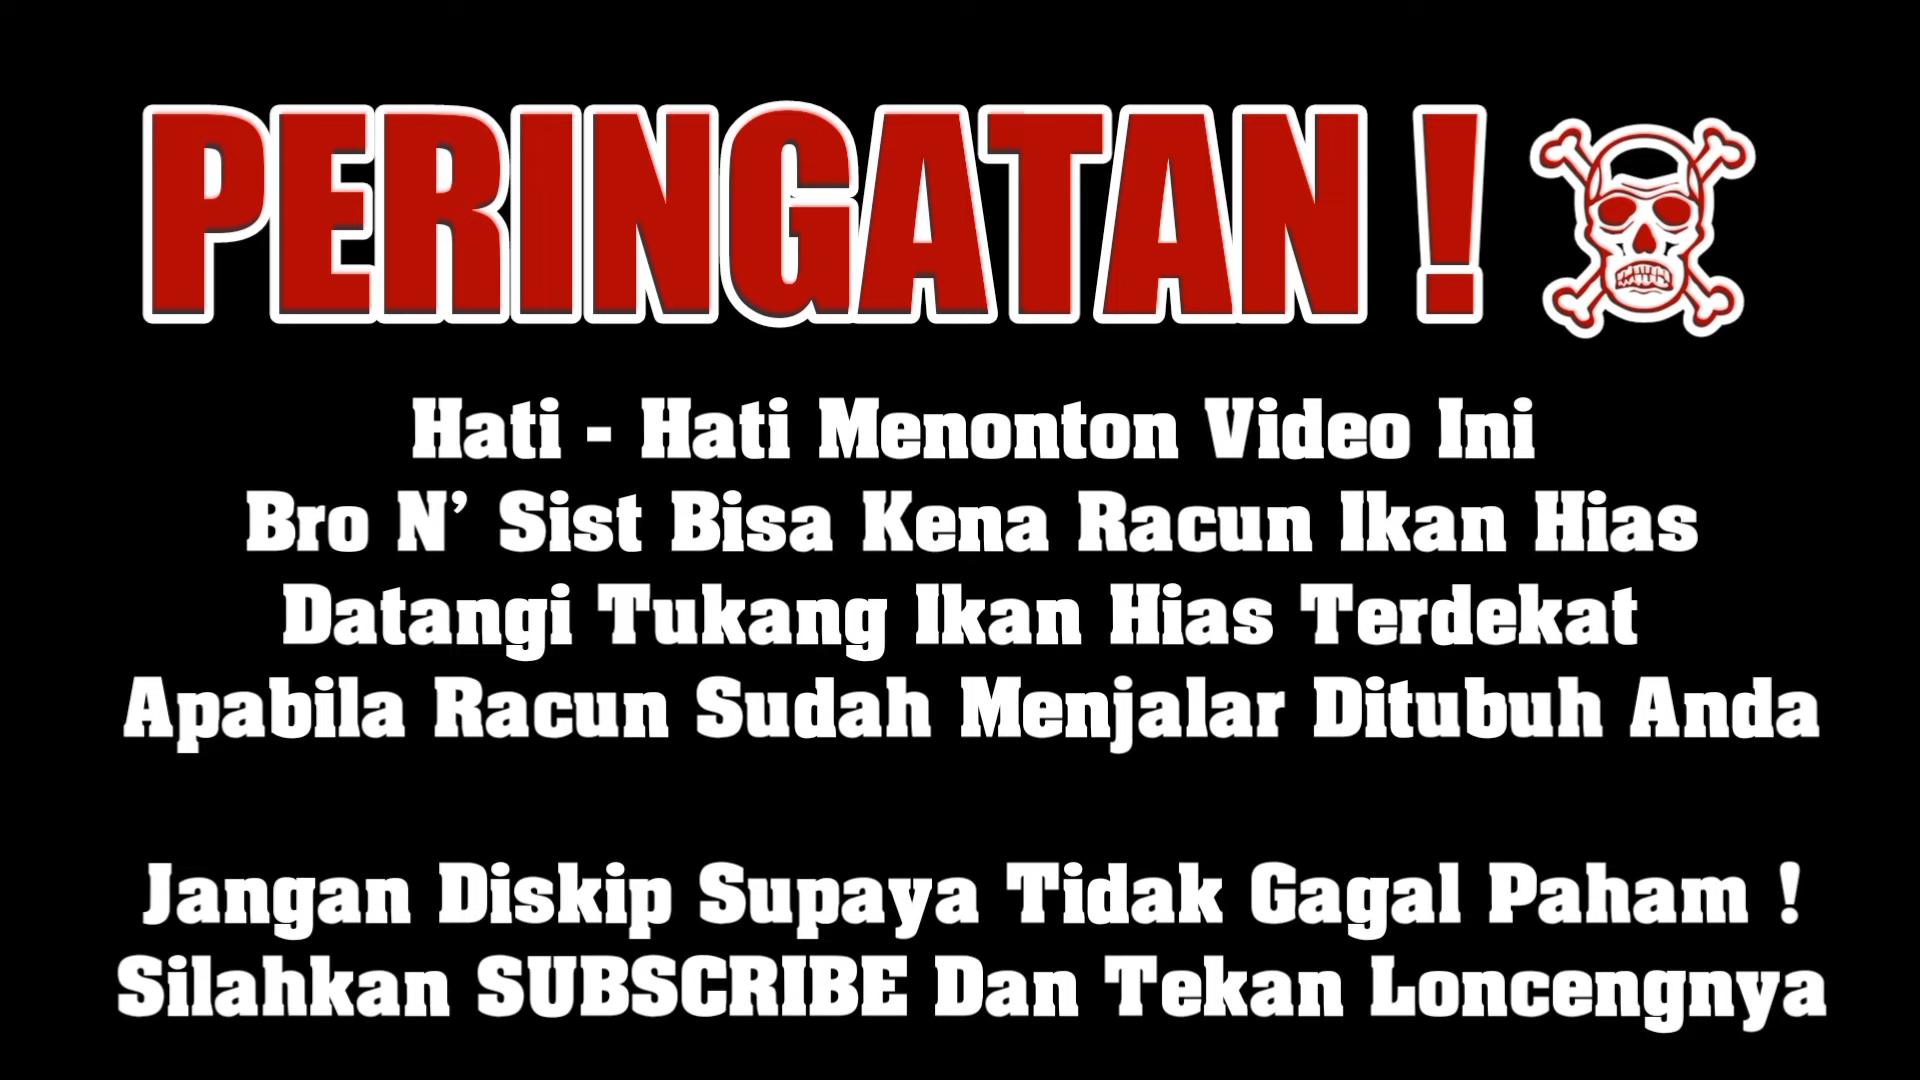 PERINGATAN !
Hati - Hati Menonton Video Ini
Bro N’ Sist Bisa Kena Racun Ikan Hias
Datangi Tukang Ikan Hias Terdekat
Apabila Racun Sudah Menjalar Ditubuh Anda
Jangan Diskip Supaya Tidak Gagal Paham !
Silahkan SUBSCRIBE Dan Tekan Loncengnya